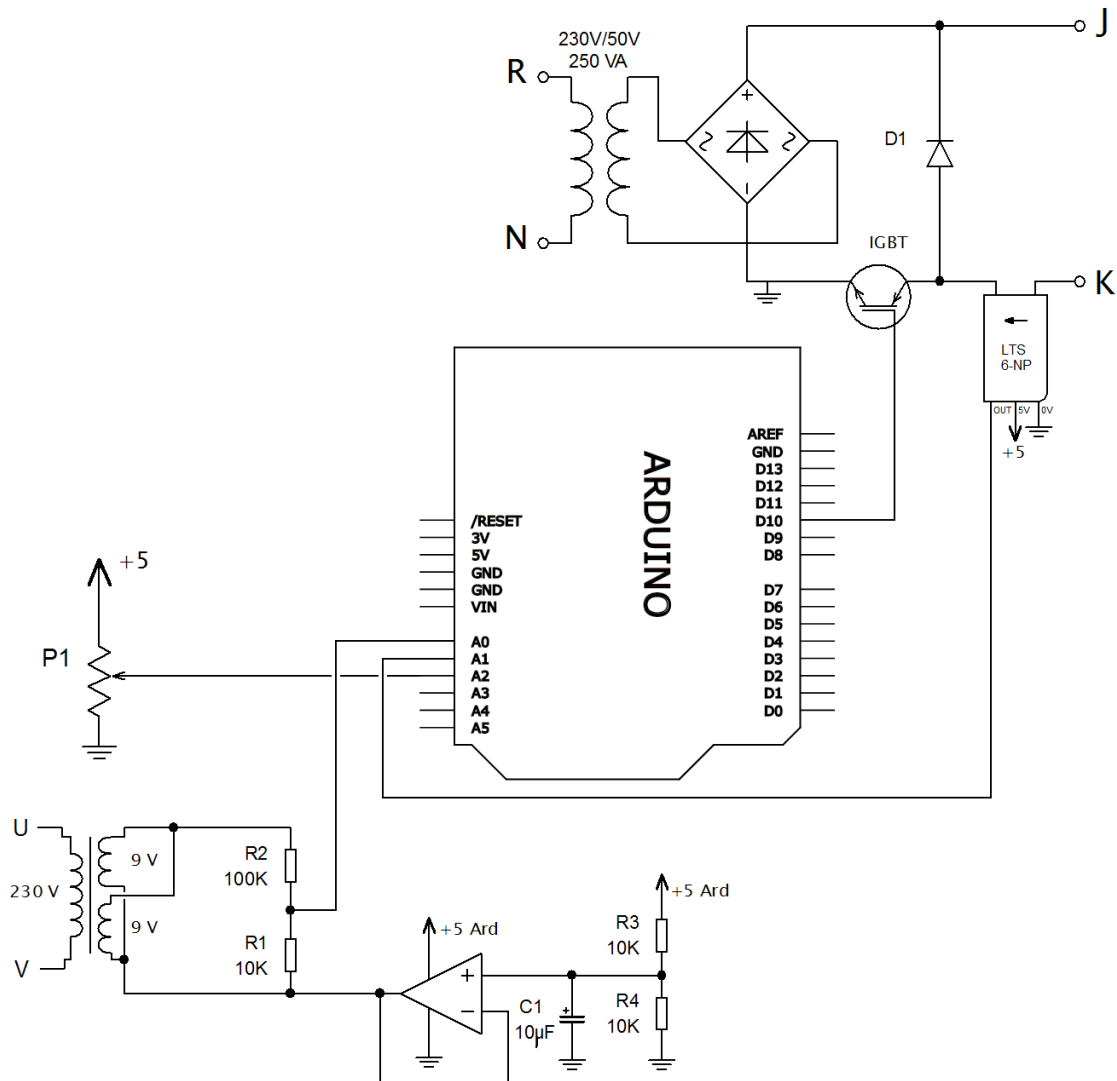 230V/50V
250 VA
R
N
J
D1
IGBT
K
LTS
6-NP
OUT 5V 0V
+5
ARDUINO
AREF
GND
D13
D12
D11
D10
D9
D8
D7
D6
D5
D4
D3
D2
D1
D0
/RESET
3V
5V
GND
GND
VIN
A0
A1
A2
A3
A4
A5
+5
P1
U
230 V
V
9 V
9 V
R2
100K
R1
10K
+5 Ard
+
−
C1
+
10µF
+5 Ard
R3
10K
R4
10K